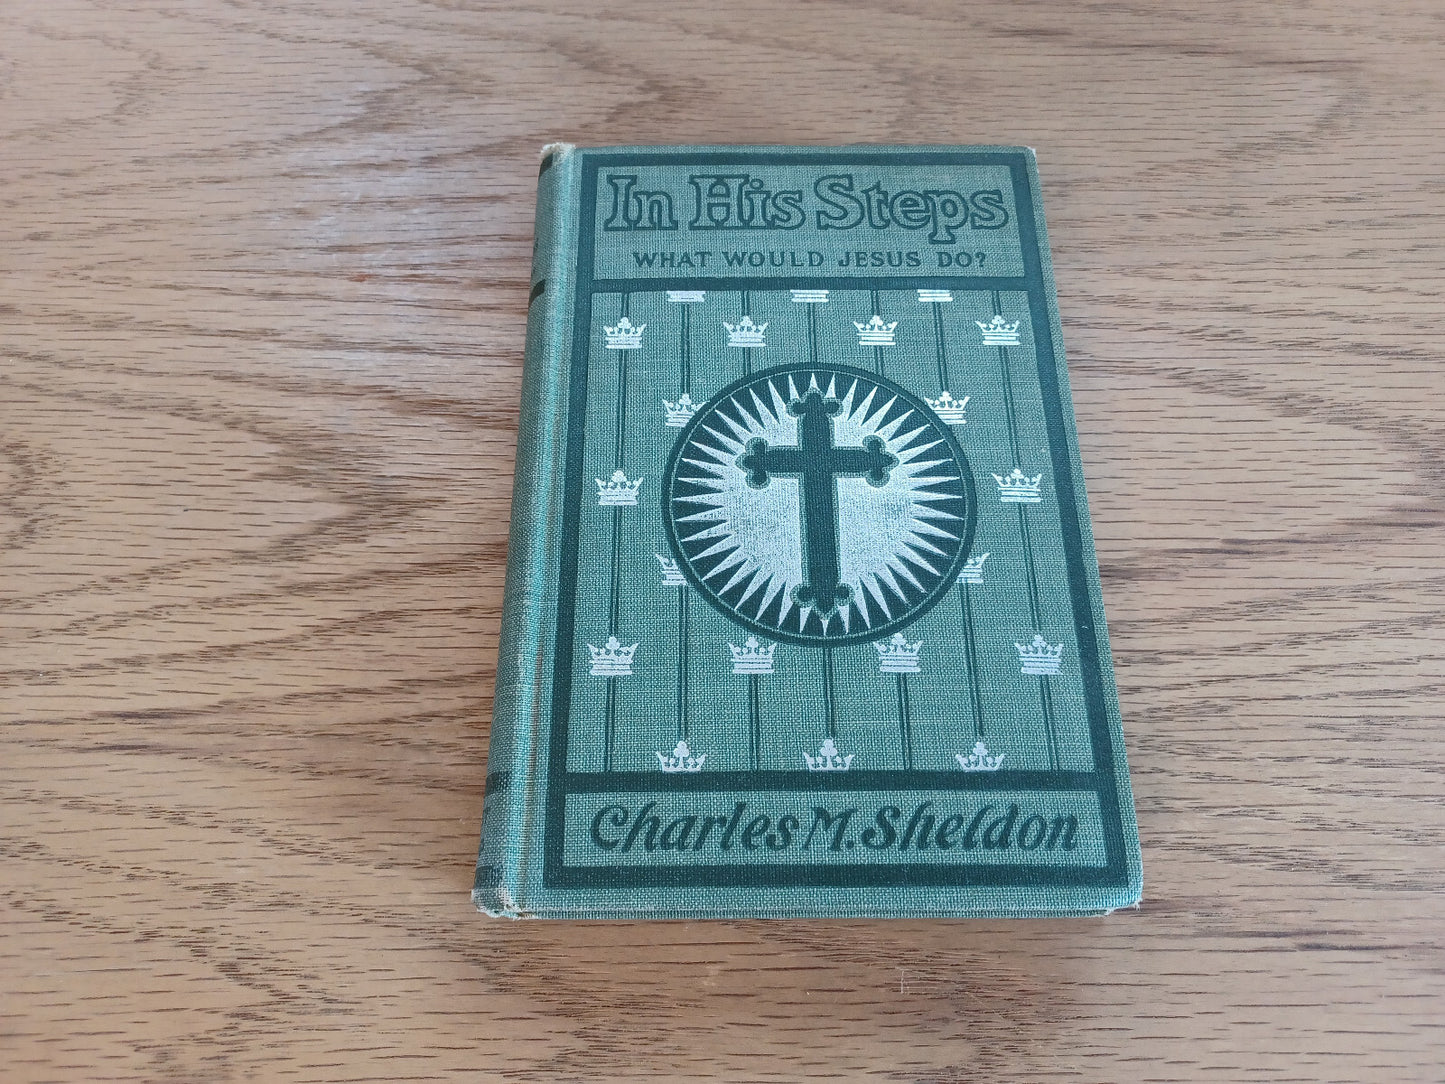 In His Steps
WHAT WOULD JESUS DO?
Charles M. Sheldon